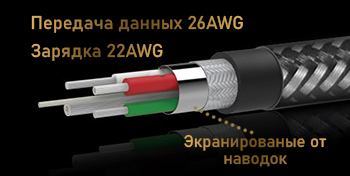 Передача данных 26AWG
Зарядка 22AWG
Экранированые от
наводок